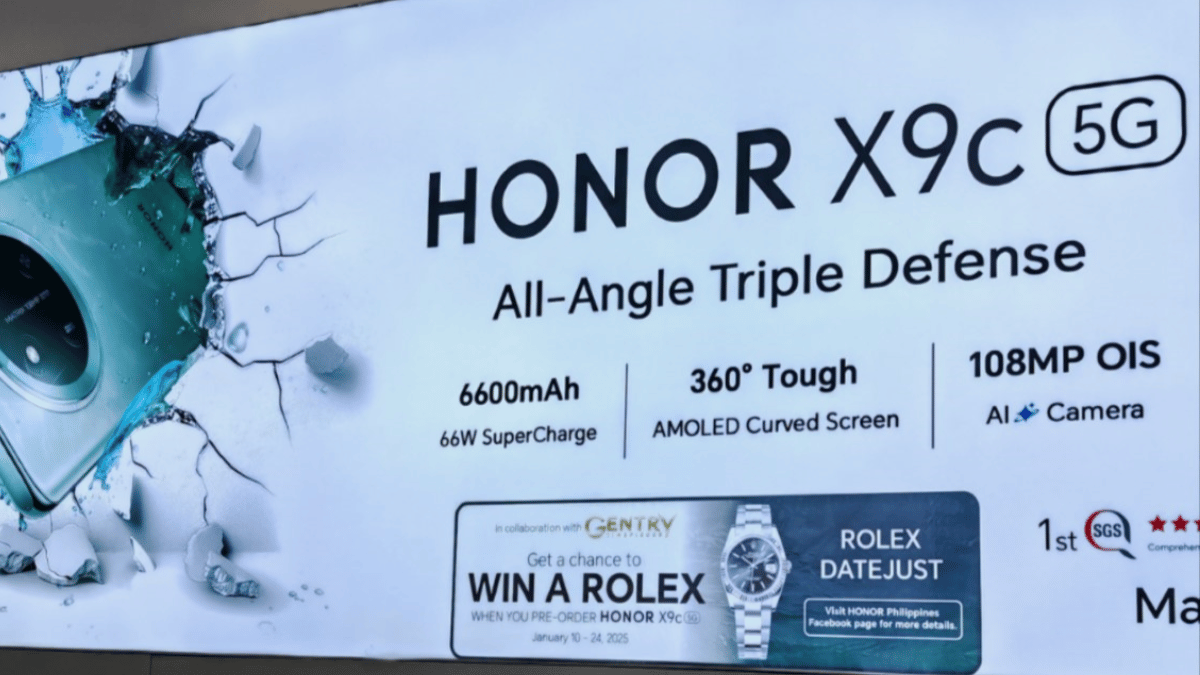 HONOR
HONOR X9c 5G
All-Angle Triple Defense
6600mAh
66W SuperCharge
360° Tough
AMOLED Curved Screen
108MP OIS
AI Camera
in collaboration with GENTRY
TIMEPIECES
Get a chance to
WIN A ROLEX
WHEN YOU PRE-ORDER HONOR X9c 5G
January 10 - 24, 2025
ROLEX
DATEJUST
Visit HONOR Philippines
Facebook page for more details.
1st SGS
Ma